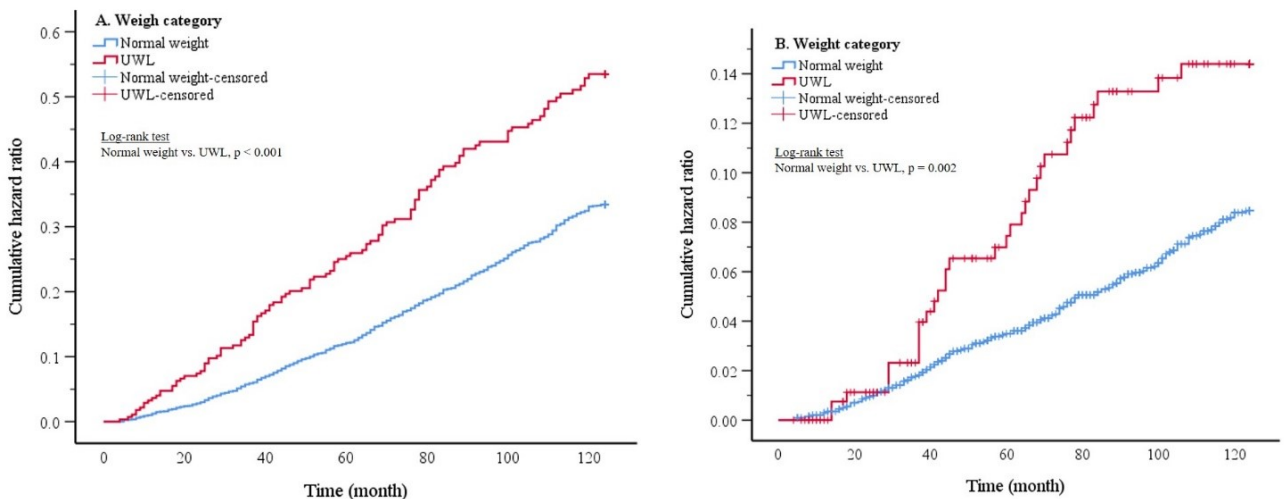 A. Weigh category
Normal weight
UWL
Normal weight-censored
UWL-censored
Log-rank test
Normal weight vs. UWL, p < 0.001
Cumulative hazard ratio
0.6
0.5
0.4
0.3
0.2
0.1
0.0
0 20 40 60 80 100 120
Time (month)
B. Weight category
Normal weight
UWL
Normal weight-censored
UWL-censored
Log-rank test
Normal weight vs. UWL, p = 0.002
Cumulative hazard ratio
0.14
0.12
0.10
0.08
0.06
0.04
0.02
0.00
0 20 40 60 80 100 120
Time (month)